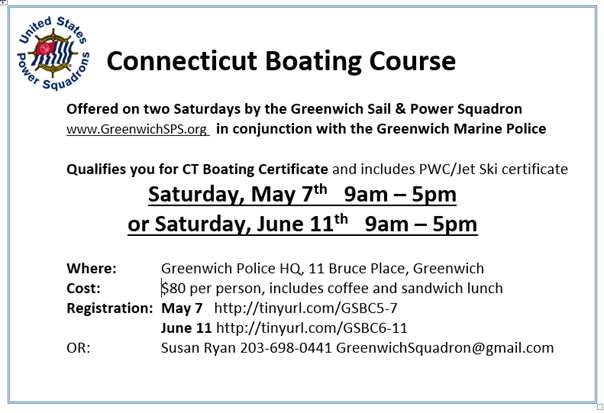 United States
Power Squadrons
Connecticut Boating Course
Offered on two Saturdays by the Greenwich Sail & Power Squadron
www.GreenwichSPS.org in conjunction with the Greenwich Marine Police
Qualifies you for CT Boating Certificate and includes PWC/Jet Ski certificate
Saturday, May 7th 9am – 5pm
or Saturday, June 11th 9am – 5pm
Where: Greenwich Police HQ, 11 Bruce Place, Greenwich
Cost: $80 per person, includes coffee and sandwich lunch
Registration: May 7 http://tinyurl.com/GSBC5-7
June 11 http://tinyurl.com/GSBC6-11
OR: Susan Ryan 203-698-0441 GreenwichSquadron@gmail.com